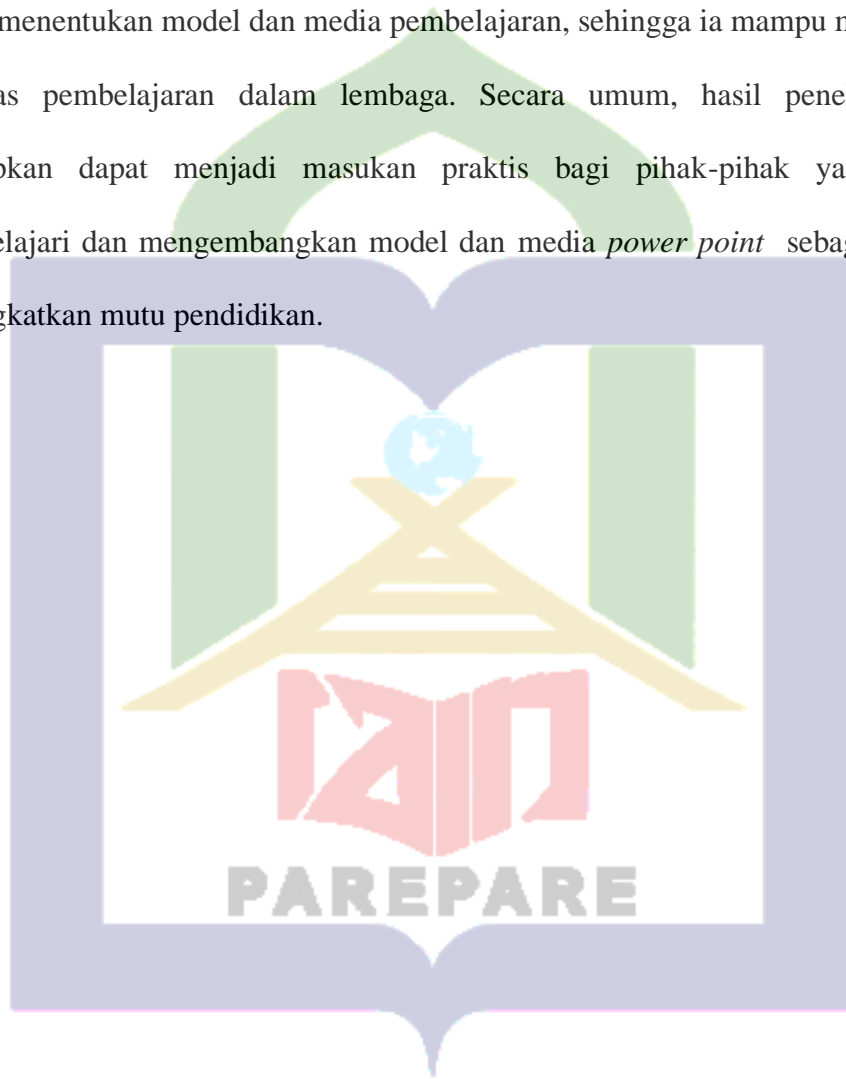 menentukan model dan media pembelajaran, sehingga ia mampu
as pembelajaran dalam lembaga. Secara umum, hasil pene
pkan dapat menjadi masukan praktis bagi pihak-pihak ya
elajari dan mengembangkan model dan media power point sebag
gkatkan mutu pendidikan.
iain
PAREPARE